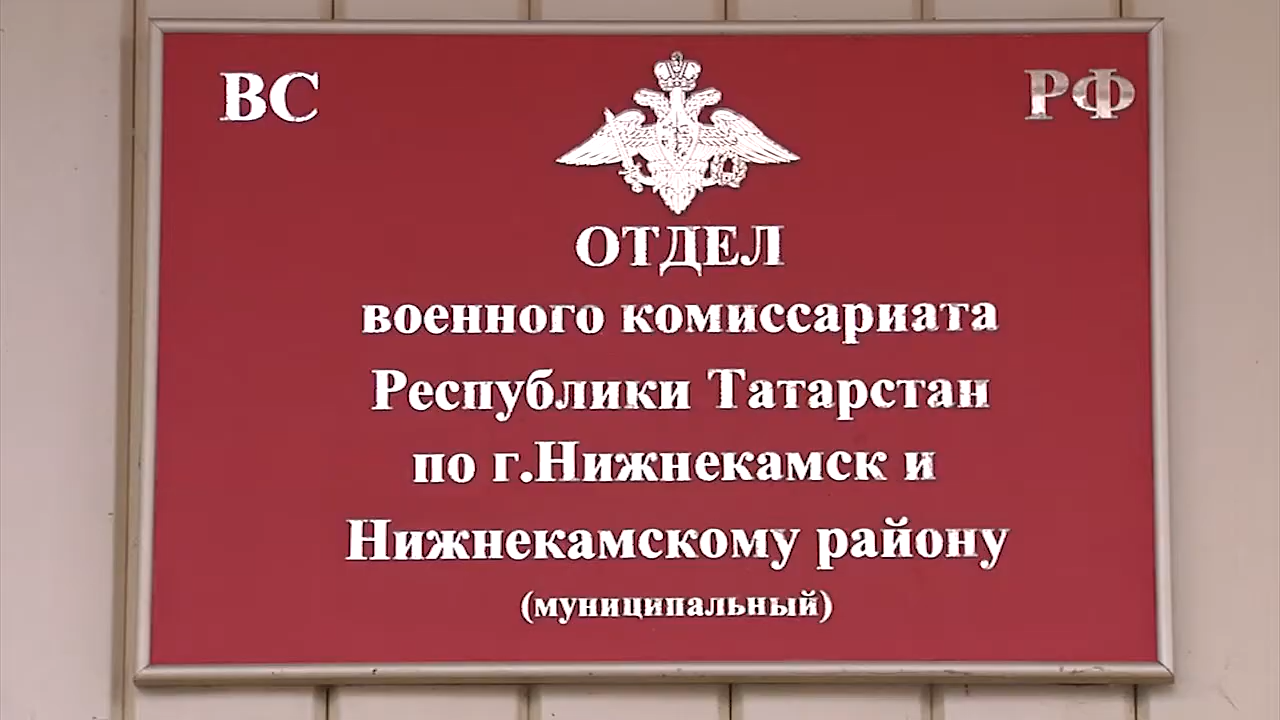 ВС РФ
ОТДЕЛ
военного комиссариата
Республики Татарстан
по г.Нижнекамск и
Нижнекамскому району
(муниципальный)